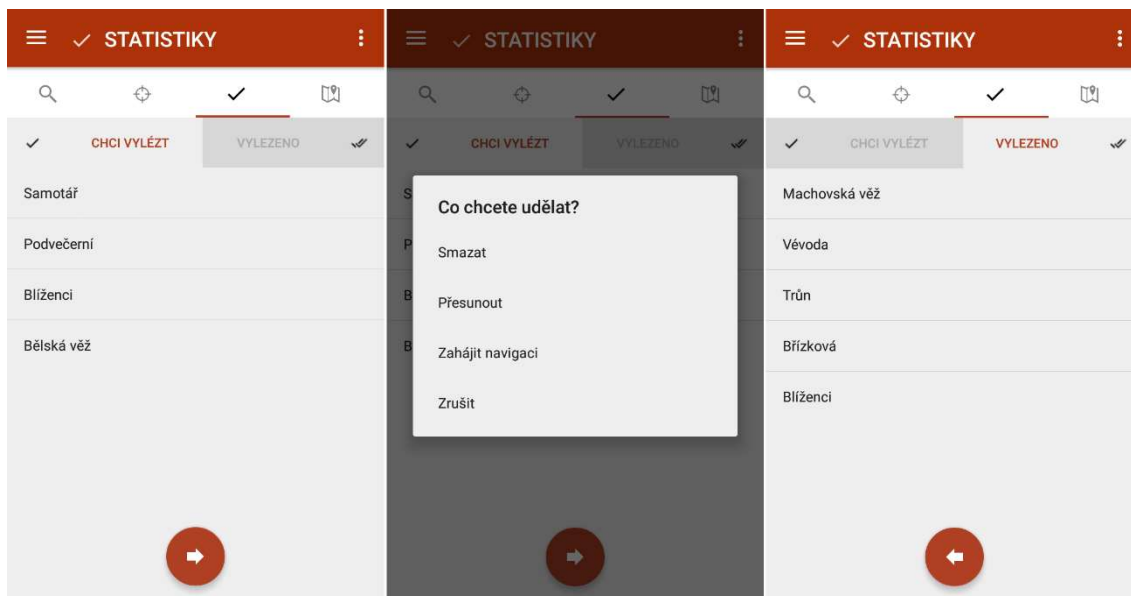 STATISTIKY
CHCI VYLÉZT VYLEZENO
Samotář
Podvečerní
Blíženci
Bělská věž
STATISTIKY
CHCI VYLÉZT VYLEZENO
S
P
B
B
Co chcete udělat?
Smazat
Přesunout
Zahájit navigaci
Zrušit
STATISTIKY
CHCI VYLÉZT VYLEZENO
Machovská věž
Vévoda
Trůn
Břízková
Blíženci